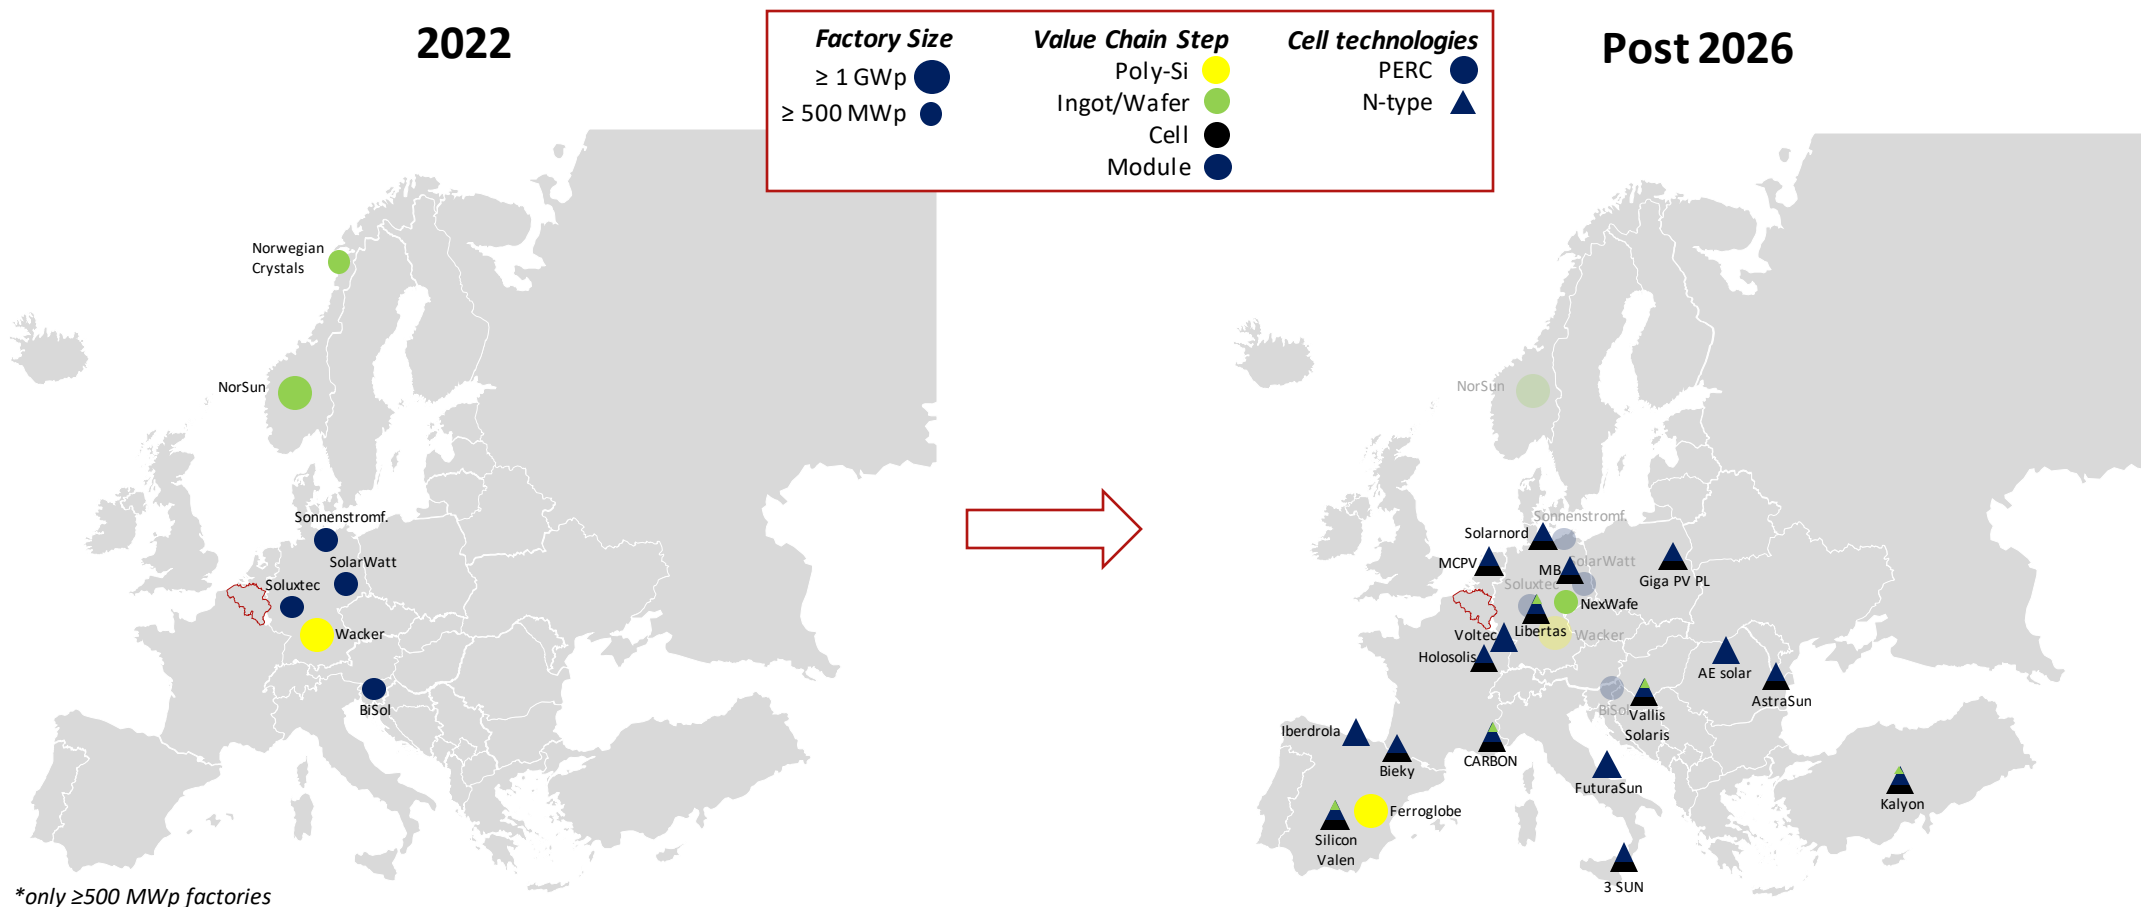 2022
Factory Size
≥ 1 GWp
≥ 500 MWp
Value Chain Step
Poly-Si
Ingot/Wafer
Cell
Module
Cell technologies
PERC
N-type
Post 2026
Norwegian
Crystals
NorSun
Sonnenstromf.
SolarWatt
Soluxtec
Wacker
BiSol
*only ≥500 MWp factories
NorSun
Sonnenstromf.
Solarnord
SolarWatt
MCPV
MB
Giga PV PL
Soluxtec
NexWafe
Libertas
Voltec
Wacker
Holosolis
AE solar
AstraSun
BiSol
Vallis
Solaris
Iberdrola
Bieky
CARBON
FuturaSun
Kalyon
Ferroglobe
Silicon
Valen
3 SUN